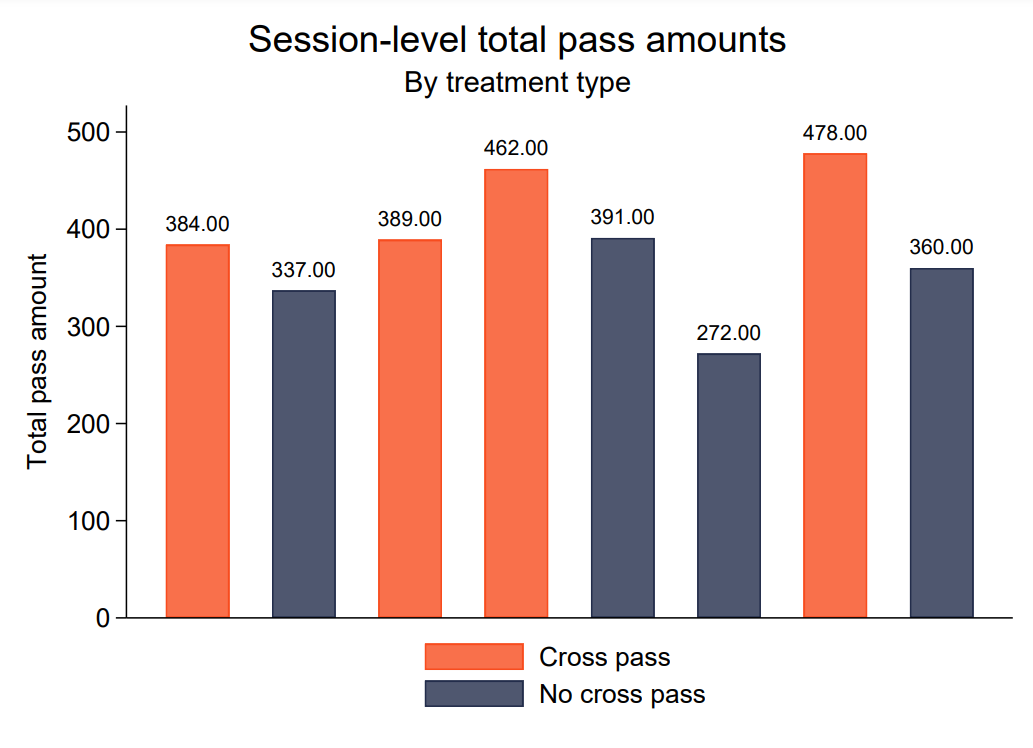 Session-level total pass amounts
By treatment type
Total pass amount
500
400
300
200
100
0
384.00
337.00
389.00
462.00
391.00
272.00
478.00
360.00
Cross pass
No cross pass